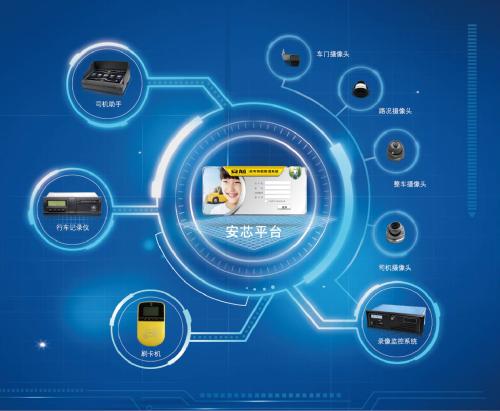 车门摄像头
司机助手
路况摄像头
整车摄像头
行车记录仪
安芯平台
司机摄像头
刷卡机
录像监控系统